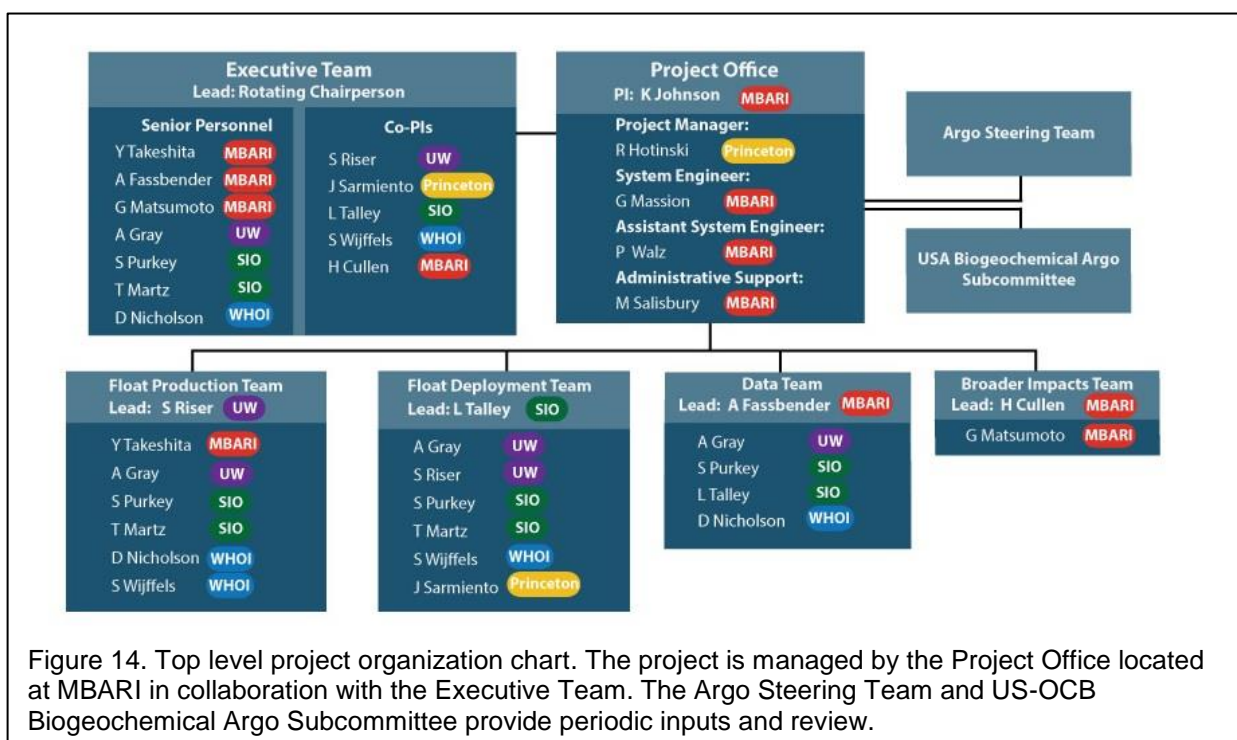 Executive Team
Lead: Rotating Chairperson
Senior Personnel
Y Takeshita MBARI
A Fassbender MBARI
G Matsumoto MBARI
A Gray UW
S Purkey SIO
T Martz SIO
D Nicholson WHOI
Co-PIs
S Riser UW
J Sarmiento Princeton
L Talley SIO
S Wijffels WHOI
H Cullen MBARI
Project Office
PI: K Johnson MBARI
Project Manager:
R Hotinski Princeton
System Engineer:
G Massion MBARI
Assistant System Engineer:
P Walz MBARI
Administrative Support:
M Salisbury MBARI
Argo Steering Team
USA Biogeochemical Argo
Subcommittee
Float Production Team
Lead: S Riser UW
Y Takeshita MBARI
A Gray UW
S Purkey SIO
T Martz SIO
D Nicholson WHOI
S Wijffels WHOI
Float Deployment Team
Lead: L Talley SIO
A Gray UW
S Riser UW
S Purkey SIO
T Martz SIO
S Wijffels WHOI
J Sarmiento Princeton
Data Team
Lead: A Fassbender MBARI
A Gray UW
S Purkey SIO
L Talley SIO
D Nicholson WHOI
Broader Impacts Team
Lead: H Cullen MBARI
G Matsumoto MBARI
Figure 14. Top level project organization chart. The project is managed by the Project Office located
at MBARI in collaboration with the Executive Team. The Argo Steering Team and US-OCB
Biogeochemical Argo Subcommittee provide periodic inputs and review.